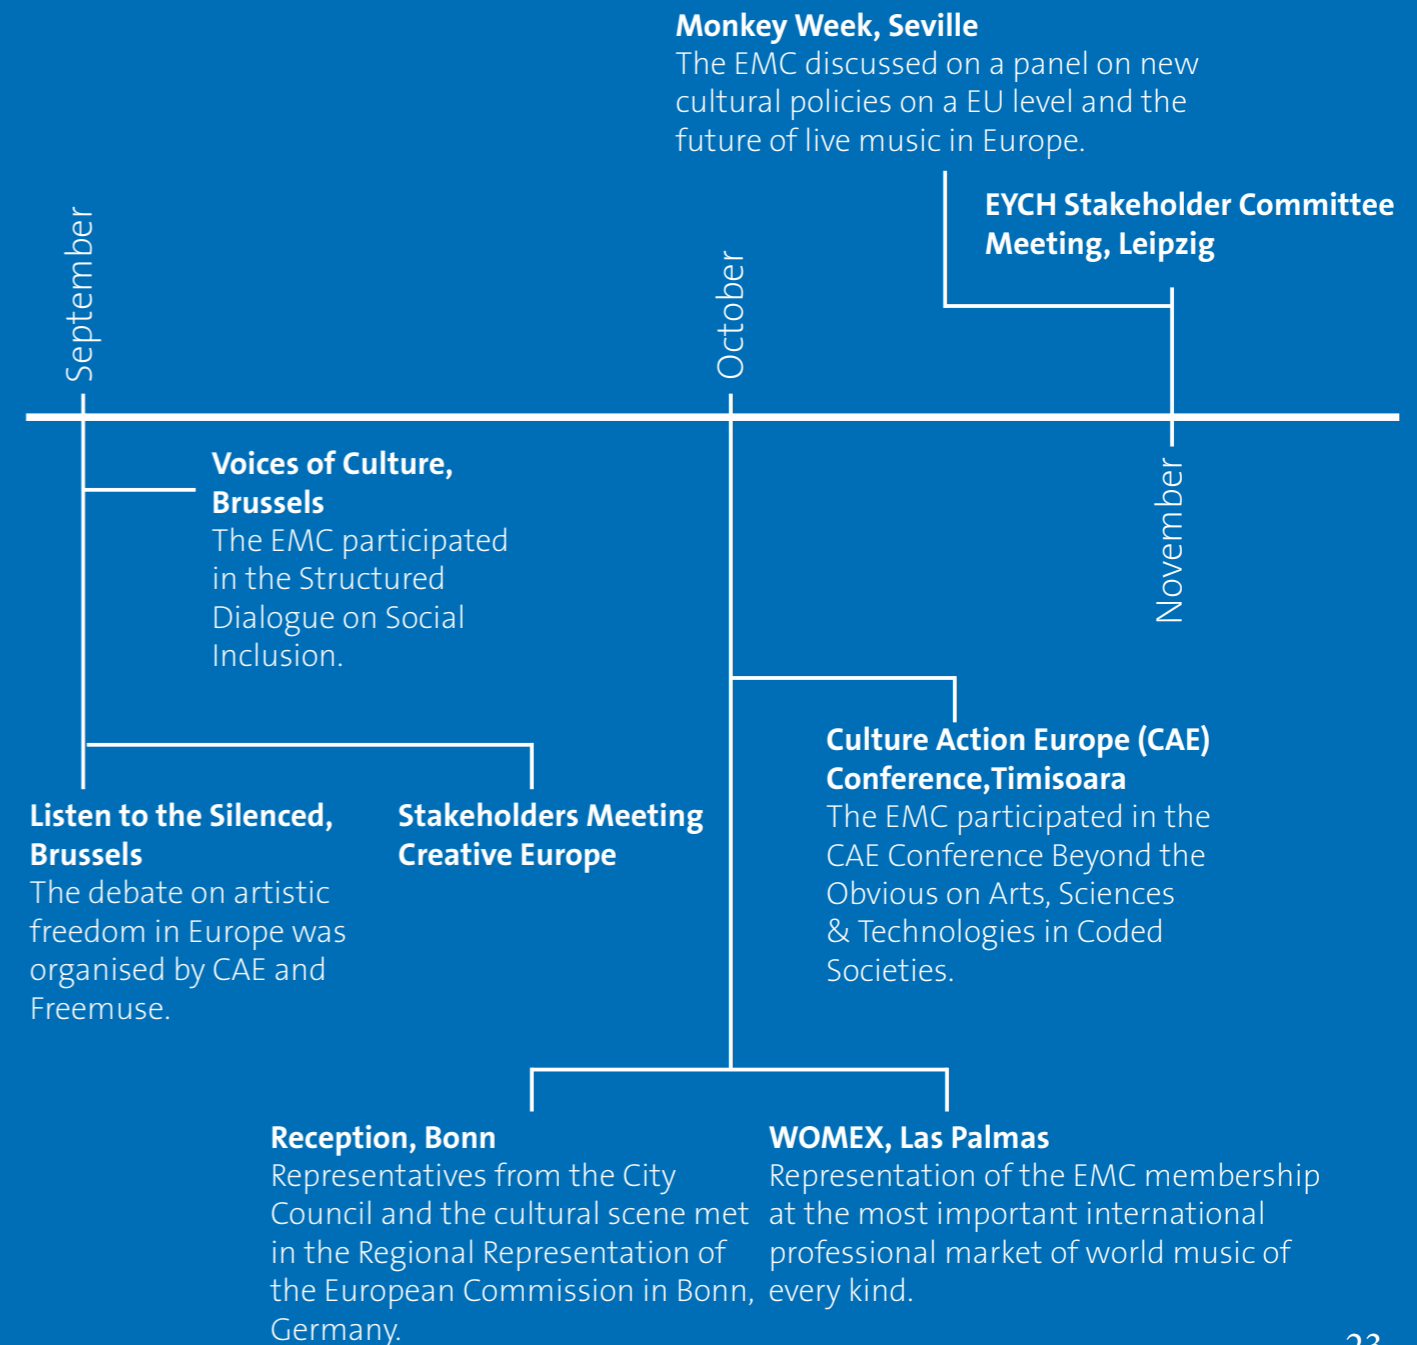 Monkey Week, Seville
The EMC discussed on a panel on new
cultural policies on a EU level and the
future of live music in Europe.
EYCH Stakeholder Committee
Meeting, Leipzig
September
October
November
Voices of Culture,
Brussels
The EMC participated
in the Structured
Dialogue on Social
Inclusion.
Listen to the Silenced,
Brussels
The debate on artistic
freedom in Europe was
organised by CAE and
Freemuse.
Stakeholders Meeting
Creative Europe
Culture Action Europe (CAE)
Conference,Timisoara
The EMC participated in the
CAE Conference Beyond the
Obvious on Arts, Sciences
& Technologies in Coded
Societies.
Reception, Bonn
Representatives from the City
Council and the cultural scene met
in the Regional Representation of
the European Commission in Bonn,
Germany.
WOMEX, Las Palmas
Representation of the EMC membership
at the most important international
professional market of world music of
every kind.
23